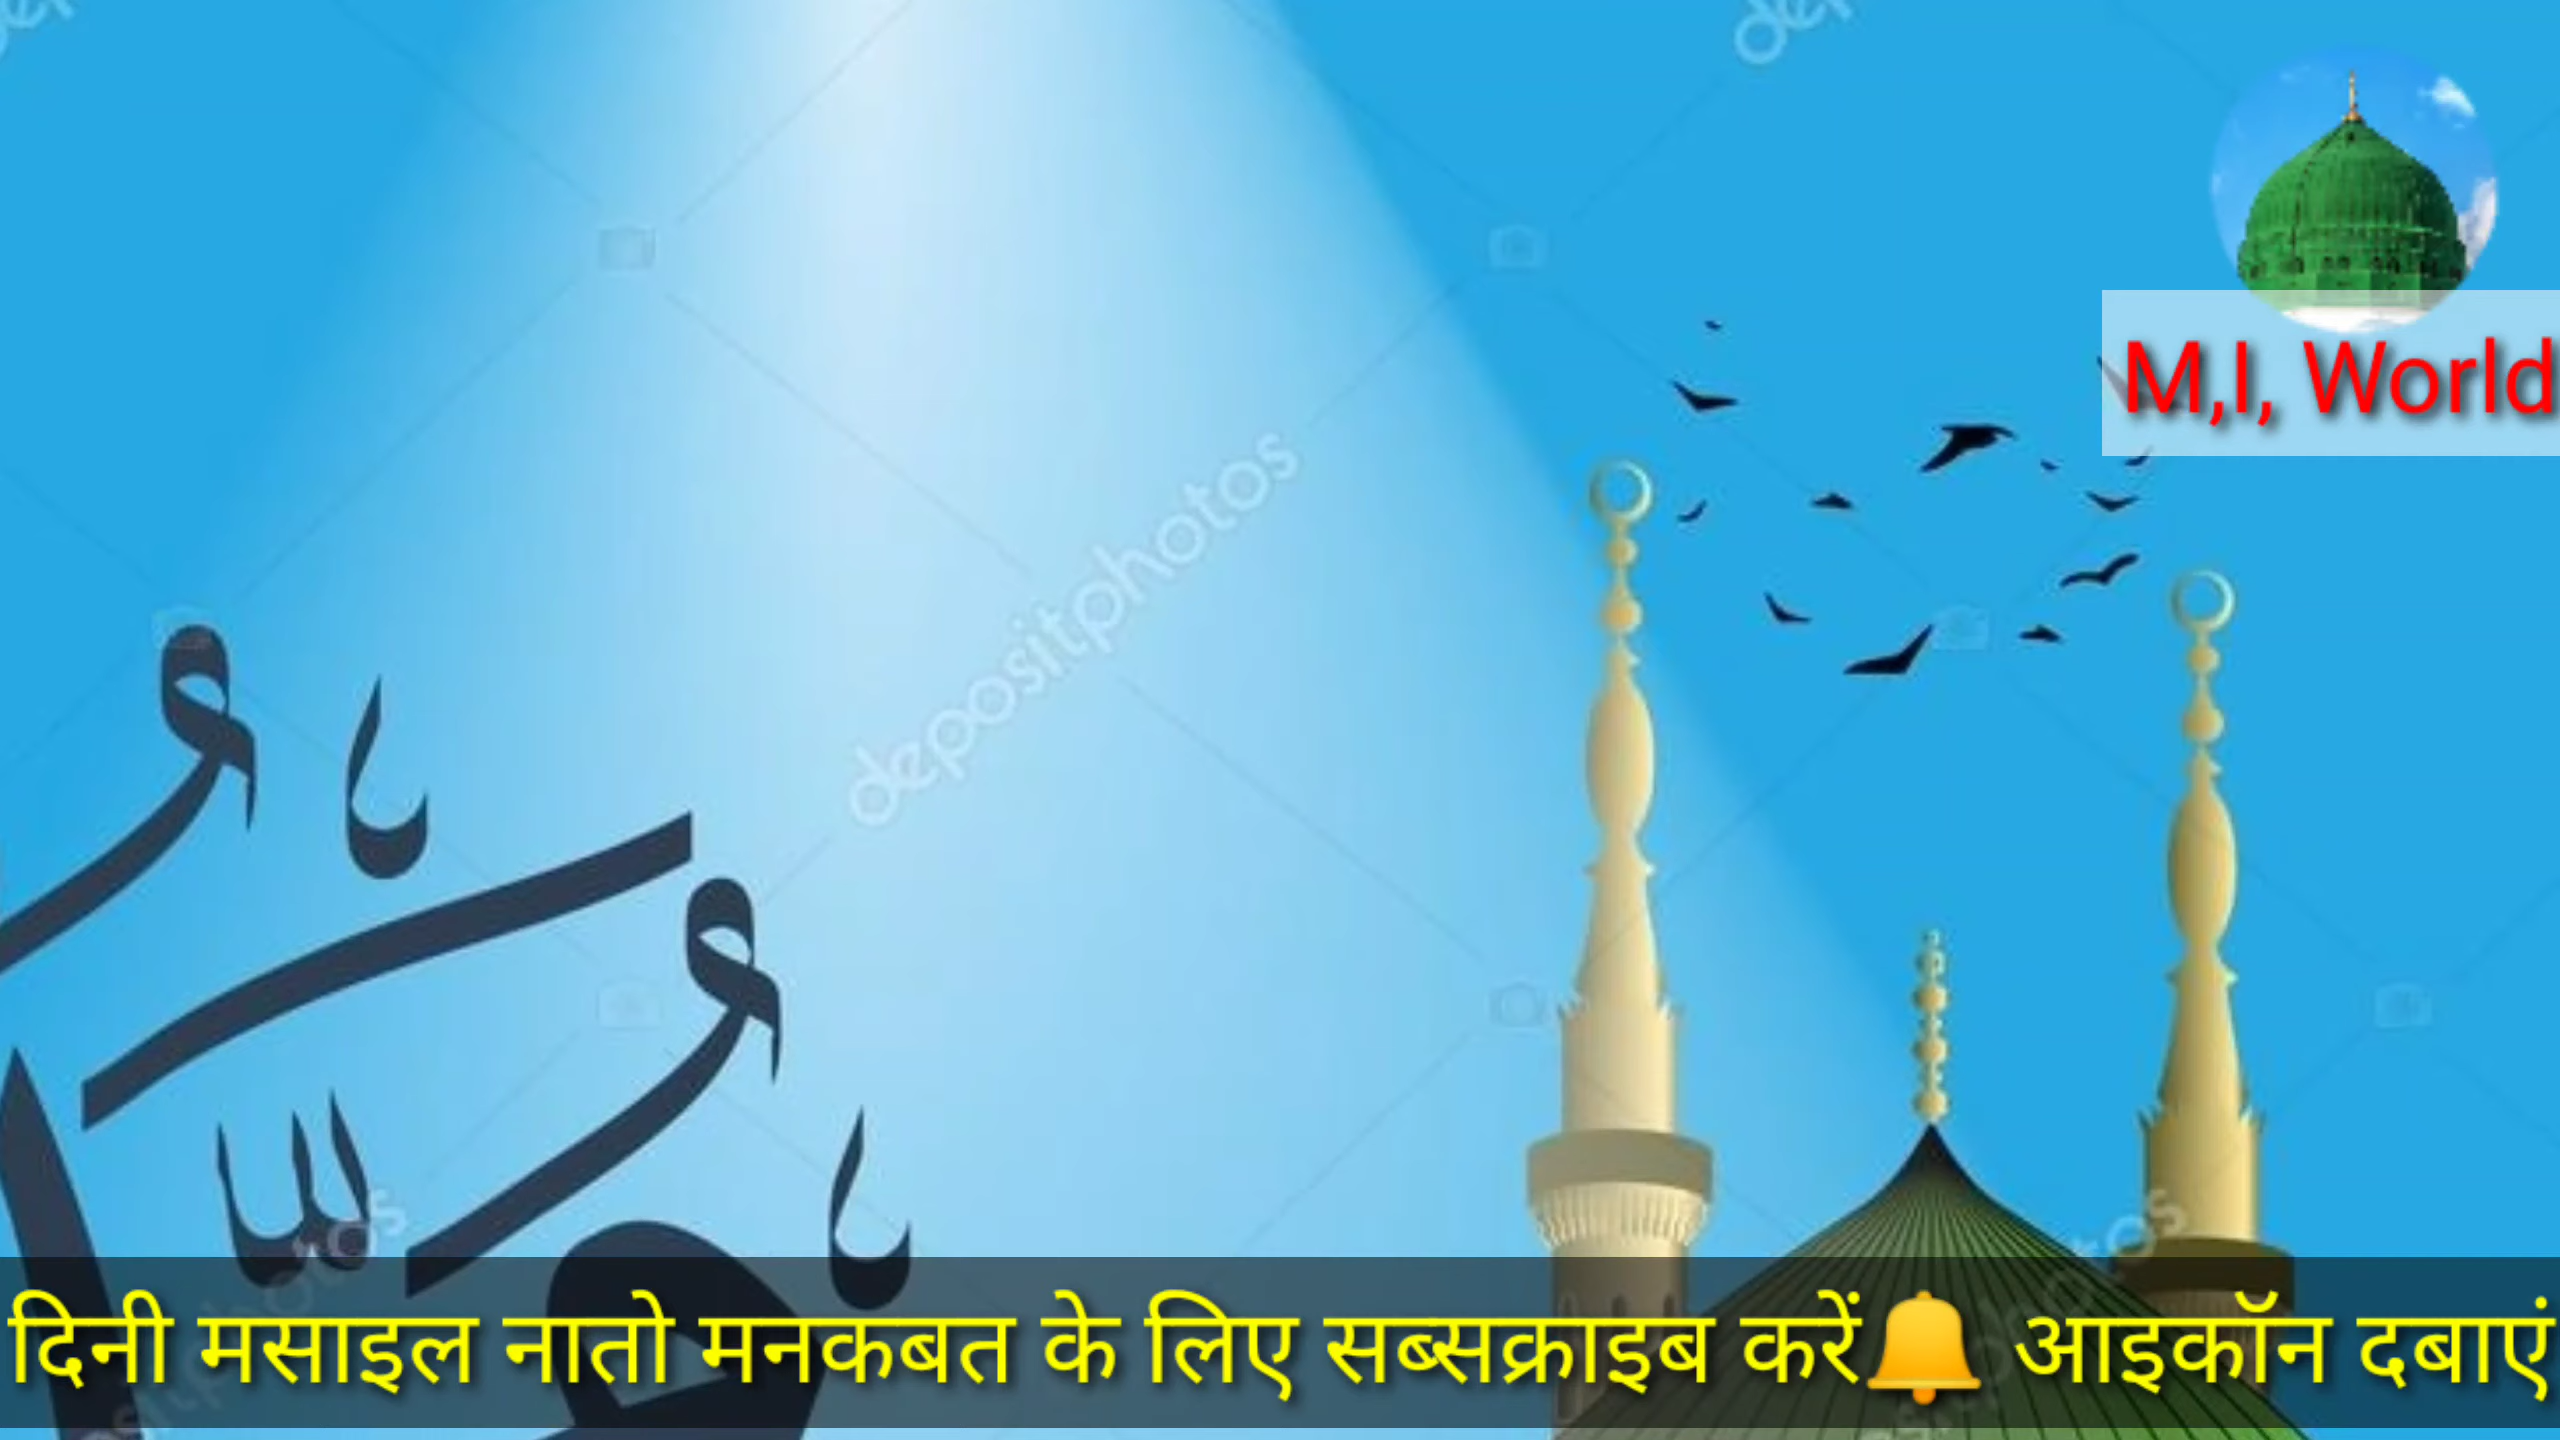 depositphotos
M,I, World
दिनी मसाइल नातो मनकबत के लिए सब्सक्राइब करें🔔 आइकॉन दबाएं